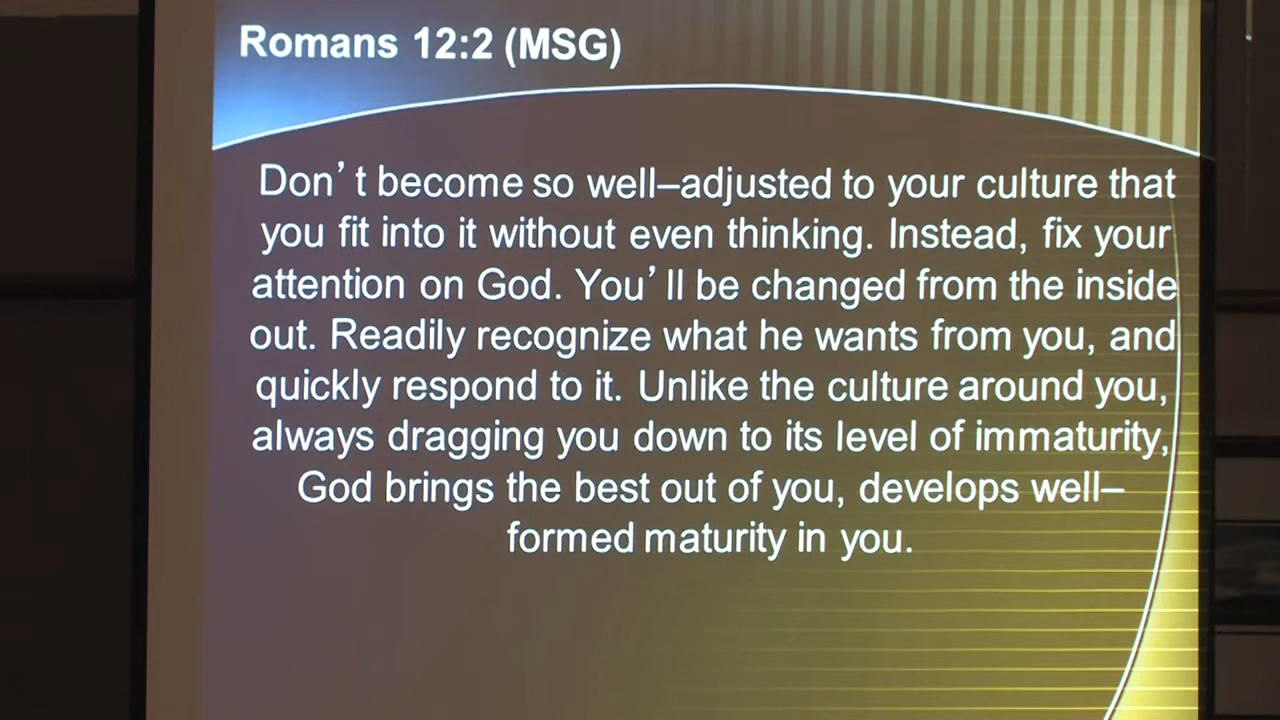 Romans 12:2 (MSG)
Don’t become so well–adjusted to your culture that
you fit into it without even thinking. Instead, fix your
attention on God. You’ll be changed from the inside
out. Readily recognize what he wants from you, and
quickly respond to it. Unlike the culture around you,
always dragging you down to its level of immaturity,
God brings the best out of you, develops well–
formed maturity in you.